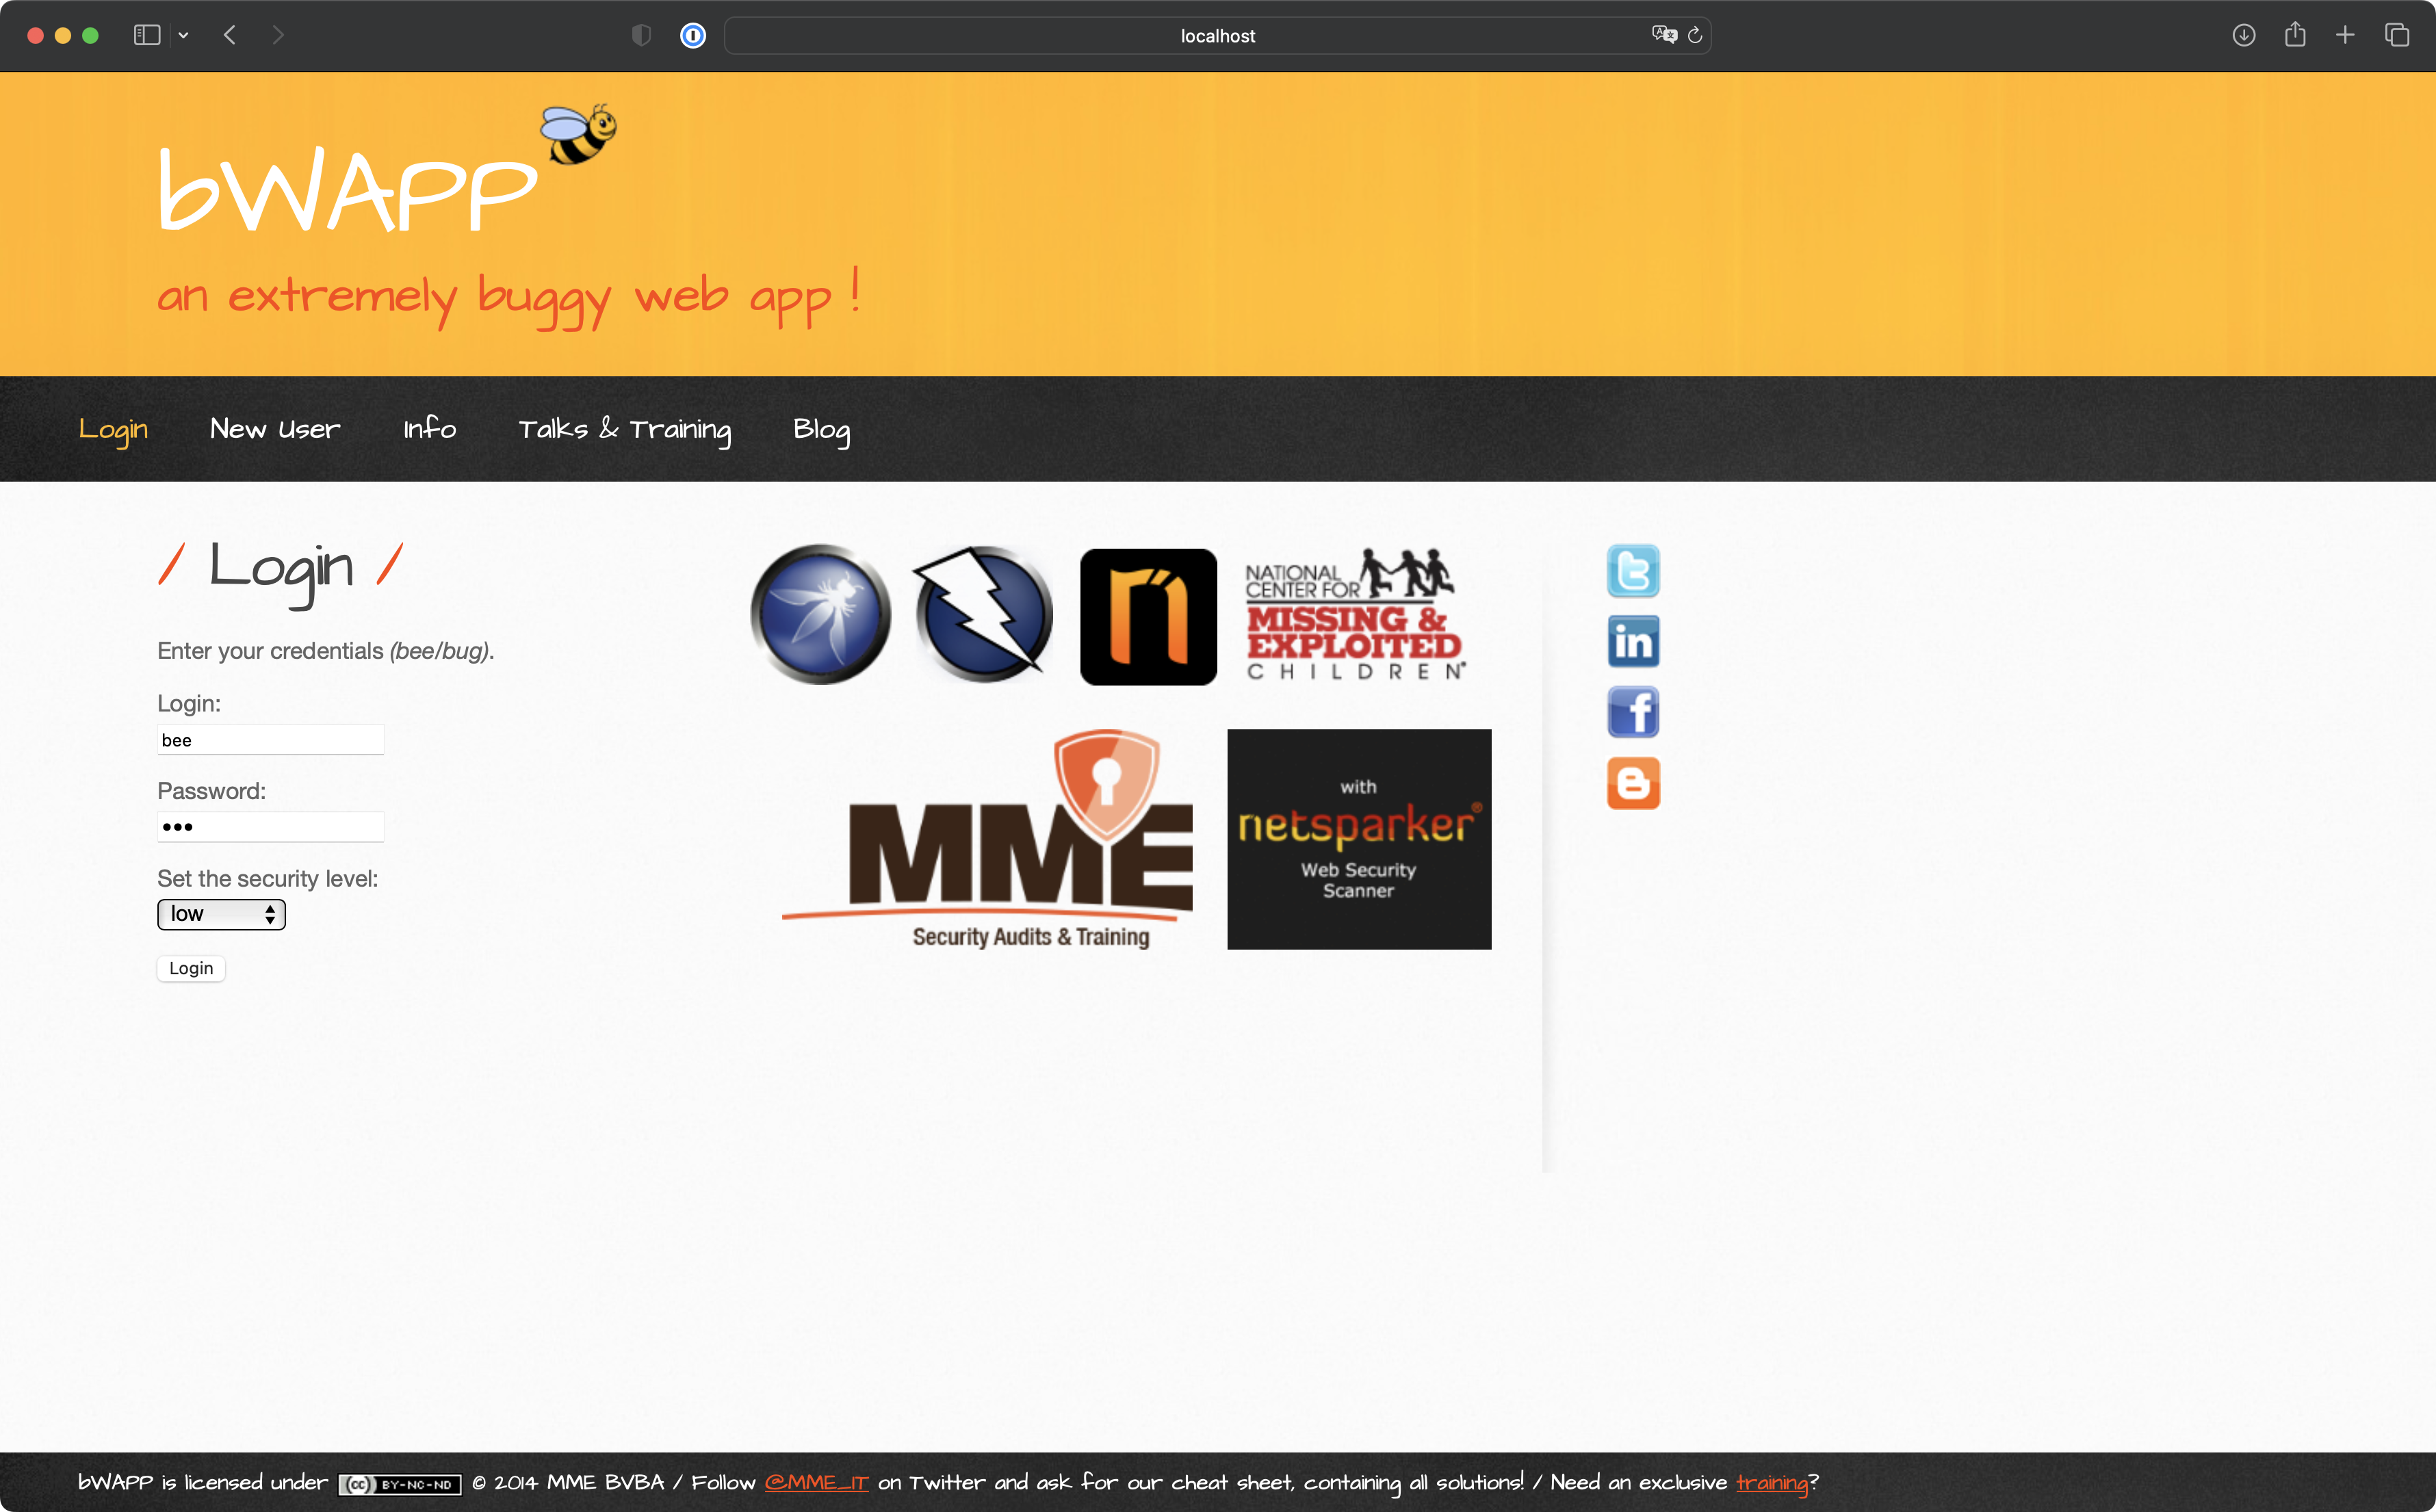 localhost
bWAPP
an extremely buggy web app !
Login
New User
Info
Talks & Training
Blog
/ Login /
Enter your credentials (bee/bug).
Login:
bee
Password:
•••
Set the security level:
low
Login
NATIONAL
CENTER FOR
MISSING &
EXPLOITED
CHILDREN®
MME
Security Audits & Training
with
netsparker®
Web Security
Scanner
bWAPP is licensed under (cc) BY-NC-ND © 2014 MME BVBA / Follow @MME_IT on Twitter and ask for our cheat sheet, containing all solutions! / Need an exclusive training?